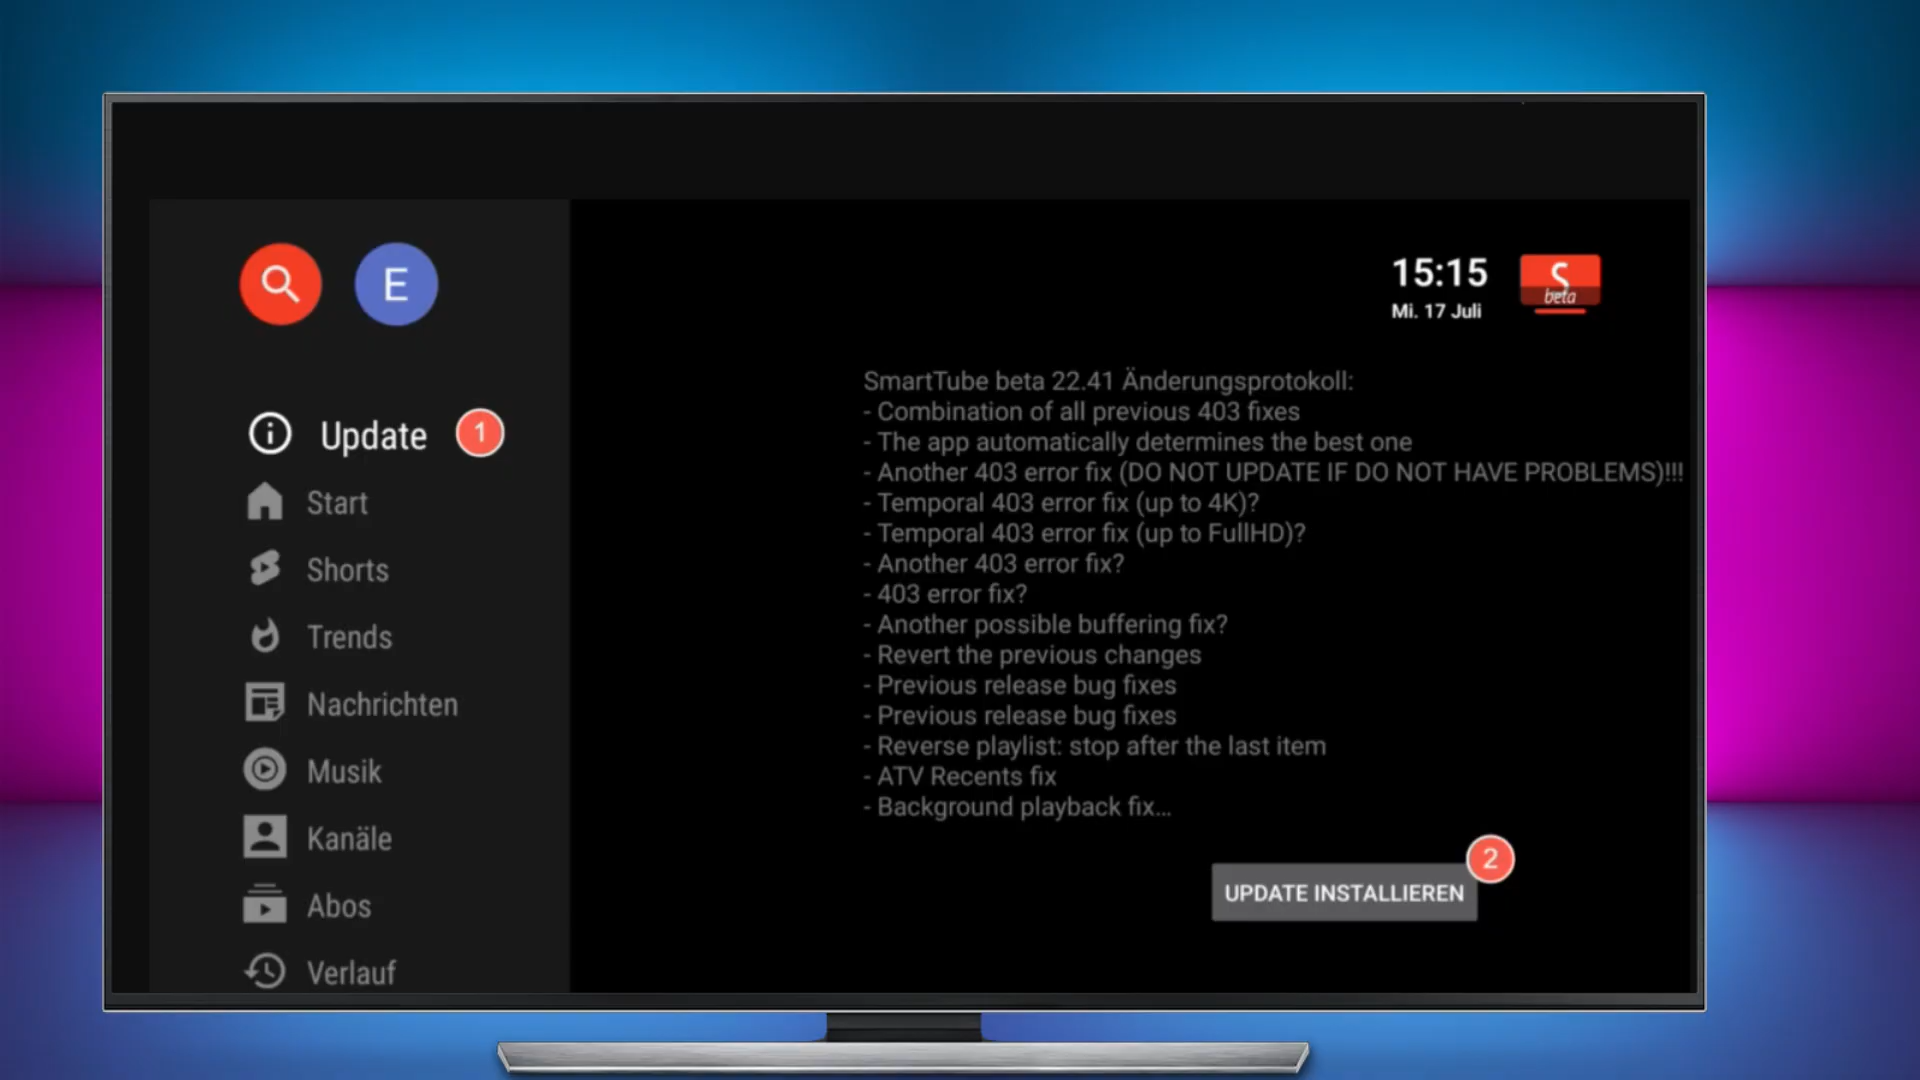 E
15:15
Mi. 17 Juli
S
beta
Update 1
Start
Shorts
Trends
Nachrichten
Musik
Kanäle
Abos
Verlauf
SmartTube beta 22.41 Änderungsprotokoll:
- Combination of all previous 403 fixes
- The app automatically determines the best one
- Another 403 error fix (DO NOT UPDATE IF DO NOT HAVE PROBLEMS)!!!
- Temporal 403 error fix (up to 4K)?
- Temporal 403 error fix (up to FullHD)?
- Another 403 error fix?
- 403 error fix?
- Another possible buffering fix?
- Revert the previous changes
- Previous release bug fixes
- Previous release bug fixes
- Reverse playlist: stop after the last item
- ATV Recents fix
- Background playback fix...
2
UPDATE INSTALLIEREN